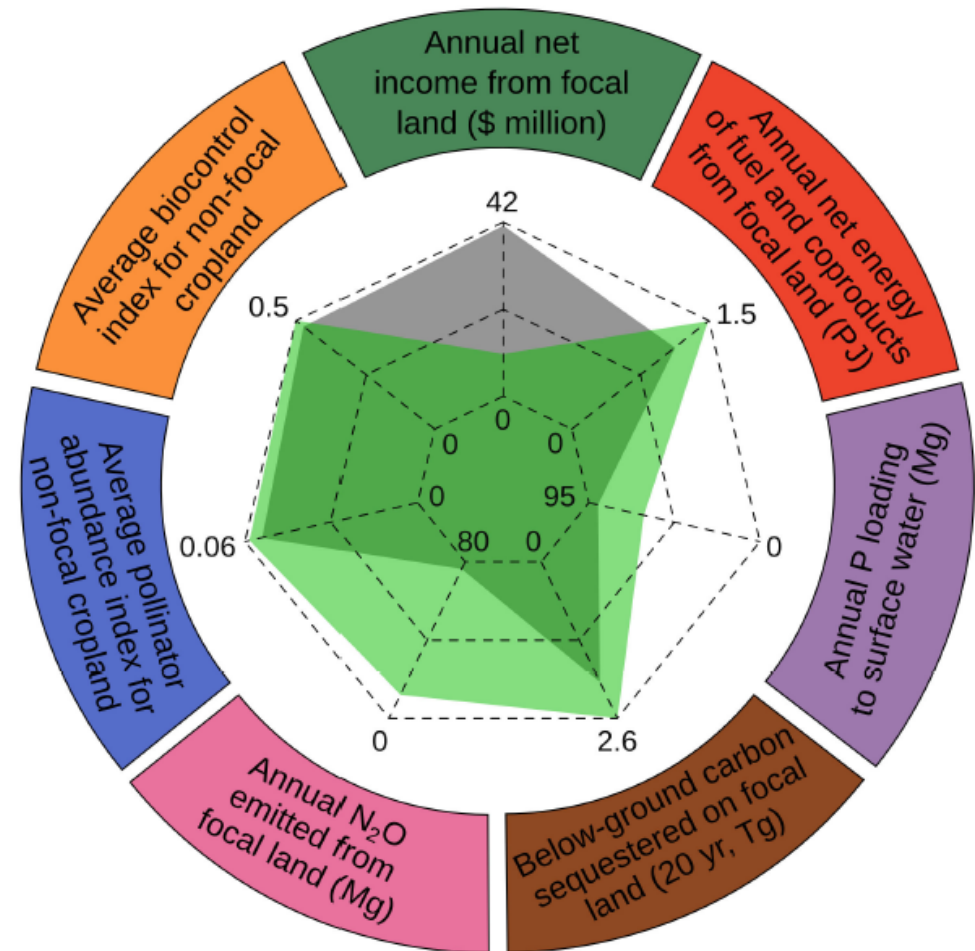 Annual net
income from focal
land ($ million)
Annual net energy
of fuel and coproducts
from focal land (PJ)
Annual P loading
to surface water (Mg)
Below-ground carbon
sequestered on focal
land (20 yr, Tg)
Annual N₂O
emitted from
focal land (Mg)
Average pollinator
abundance index for
non-focal cropland
Average biocontrol
index for non-focal
cropland
42
0.5
1.5
0
0
0
0
95
0.06
80
0
0
0
2.6